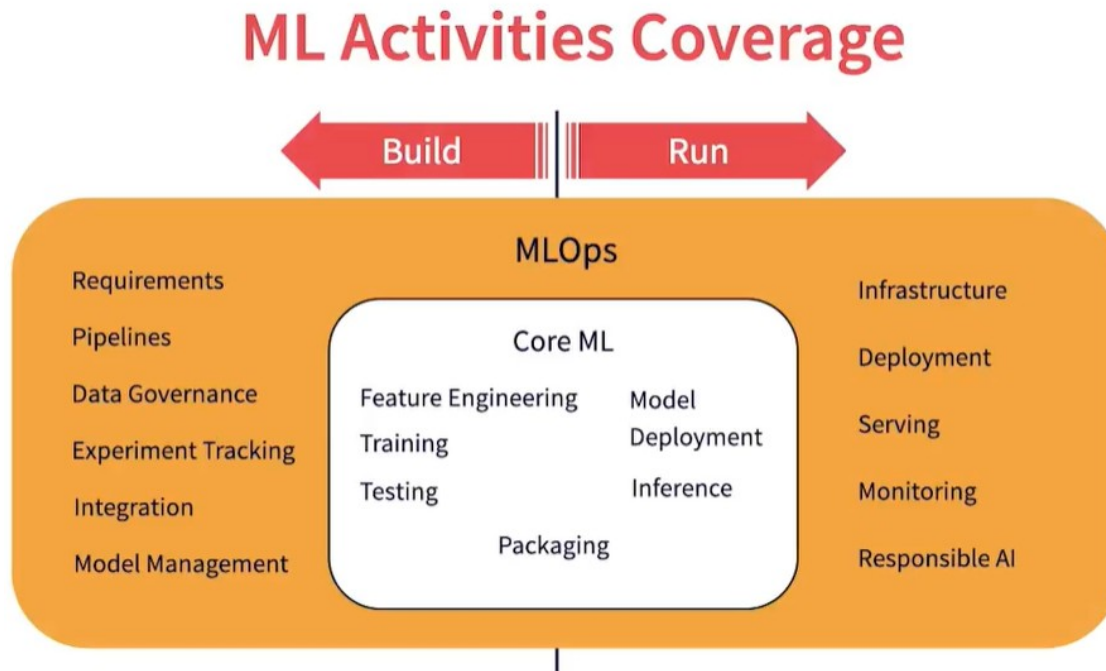 ML Activities Coverage
Build
Run
MLOps
Requirements
Pipelines
Data Governance
Experiment Tracking
Integration
Model Management
Core ML
Feature Engineering
Training
Testing
Model
Deployment
Inference
Packaging
Infrastructure
Deployment
Serving
Monitoring
Responsible AI